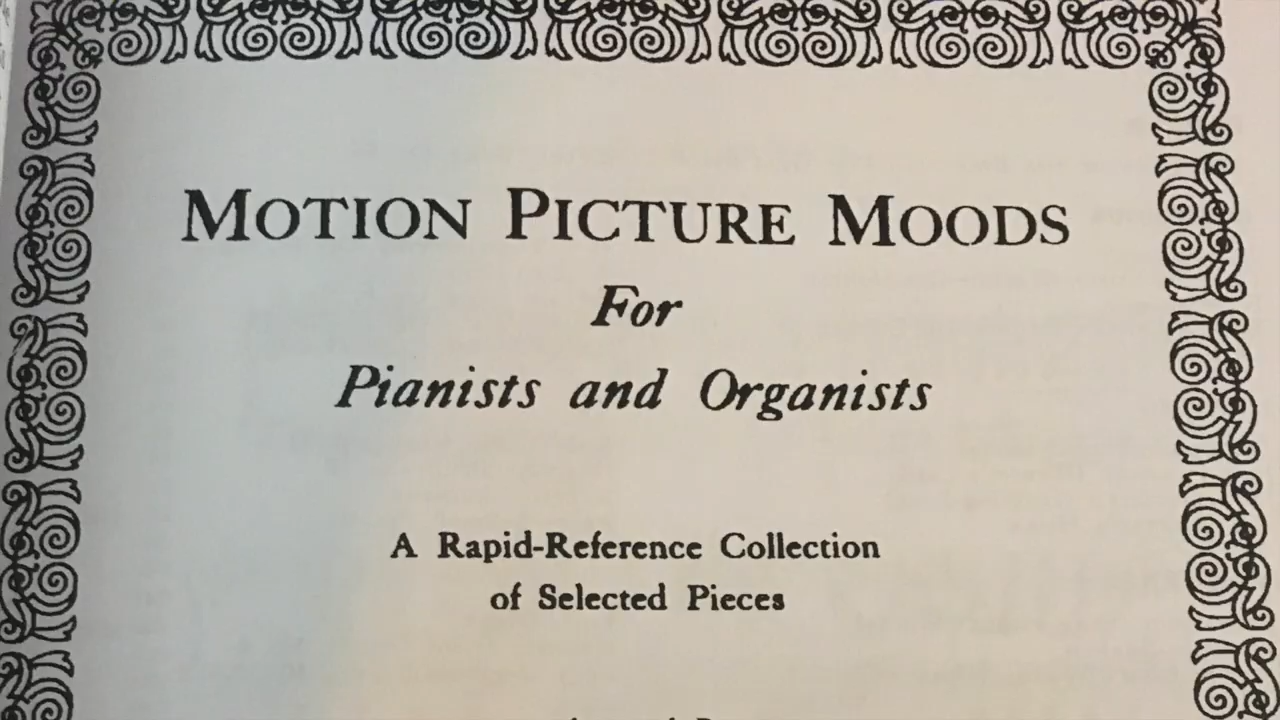 MOTION PICTURE MOODS
For
Pianists and Organists
A Rapid-Reference Collection
of Selected Pieces